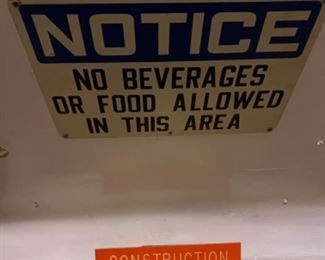 NOTICE
NO BEVERAGES
OR FOOD ALLOWED
IN THIS AREA
CONSTRUCTION